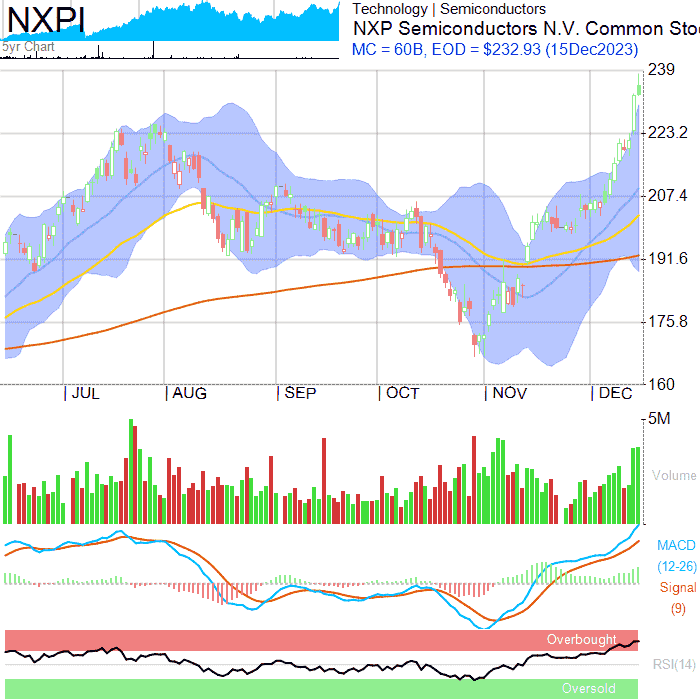 NXPI
5yr Chart
Technology | Semiconductors
NXP Semiconductors N.V. Common Sto
MC = 60B, EOD = $232.93 (15Dec2023)
239
223.2
207.4
191.6
175.8
160
JUL
AUG
SEP
OCT
NOV
DEC
5M
Volume
MACD
(12-26)
Signal
(9)
Overbought
RSI(14)
Oversold